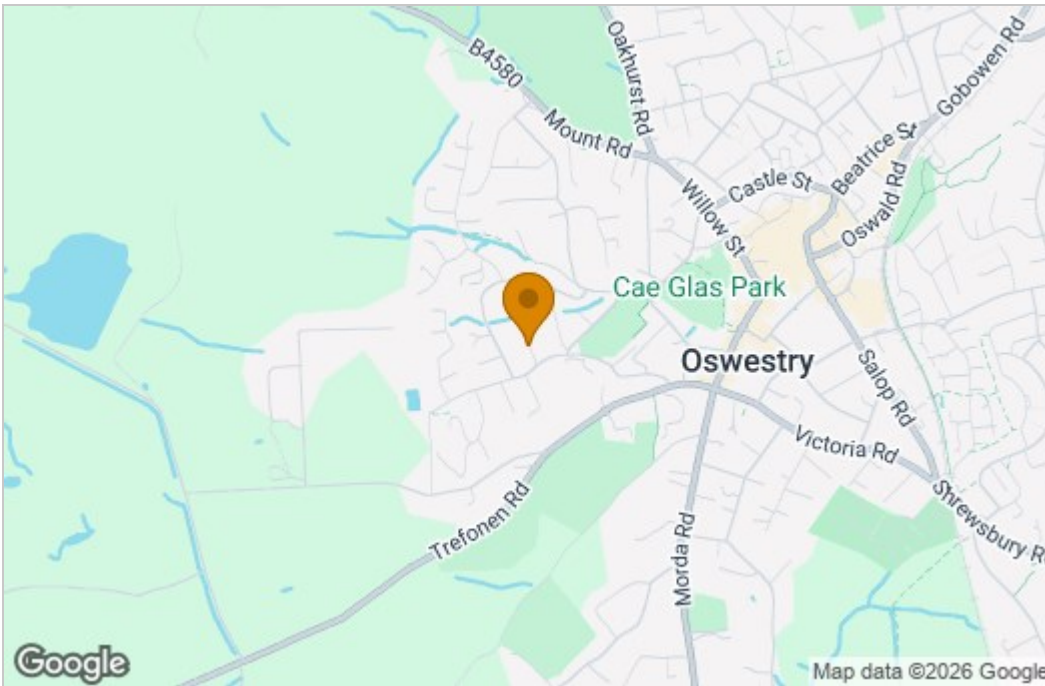 B4580
Mount Rd
Oakhurst Rd
Gobowen Rd
Beatrice St
Castle St
Oswald Rd
Willow St
Cae Glas Park
Oswestry
Salop Rd
Victoria Rd
Shrewsbury R
Trefonen Rd
Morda Rd
Google
Map data ©2026 Google